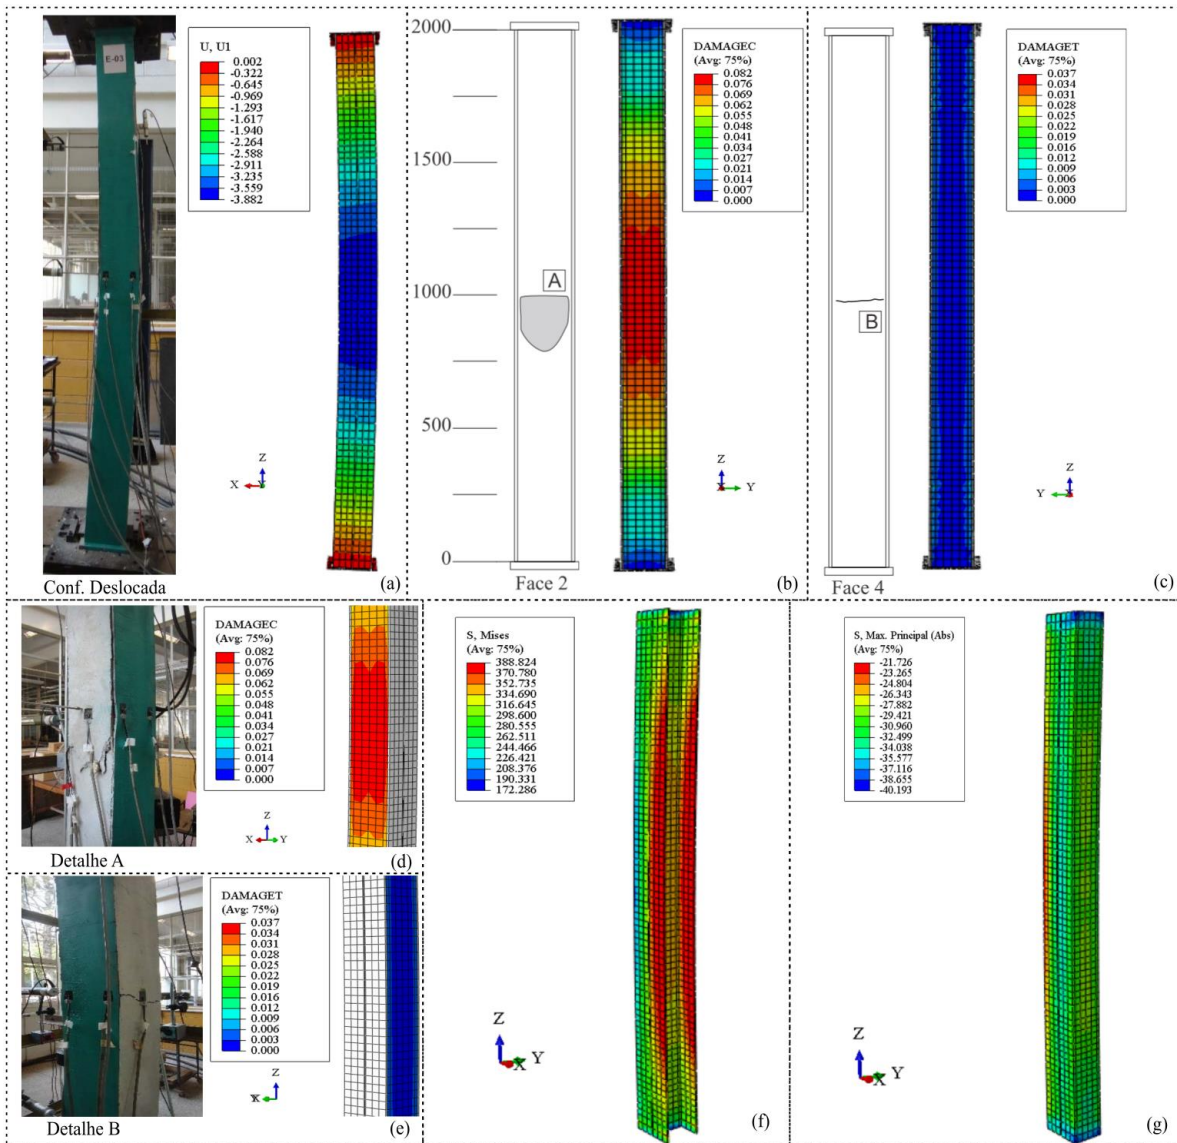 E-03
U, U1
0.002
-0.322
-0.645
-0.969
-1.293
-1.617
-1.940
-2.264
-2.588
-2.911
-3.235
-3.559
-3.882
Z
X
Y
Conf. Deslocada
(a)
2000
1500
1000
500
0
A
Face 2
DAMAGEC
(Avg: 75%)
0.082
0.076
0.069
0.062
0.055
0.048
0.041
0.034
0.027
0.021
0.014
0.007
0.000
Z
X
Y
(b)
B
Face 4
DAMAGET
(Avg: 75%)
0.037
0.034
0.031
0.028
0.025
0.022
0.019
0.016
0.012
0.009
0.006
0.003
0.000
Z
Y
X
(c)
DAMAGEC
(Avg: 75%)
0.082
0.076
0.069
0.062
0.055
0.048
0.041
0.034
0.027
0.021
0.014
0.007
0.000
Z
X
Y
Detalhe A
(d)
DAMAGET
(Avg: 75%)
0.037
0.034
0.031
0.028
0.025
0.022
0.019
0.016
0.012
0.009
0.006
0.003
0.000
Z
Detalhe B
(e)
S, Mises
(Avg: 75%)
388.824
370.780
352.735
334.690
316.645
298.600
280.555
262.511
244.466
226.421
208.376
190.331
172.286
Z
X
Y
(f)
S, Max. Principal (Abs)
(Avg: 75%)
-21.726
-23.265
-24.804
-26.343
-27.882
-29.421
-30.960
-32.499
-34.038
-35.577
-37.116
-38.655
-40.193
Z
X
Y
(g)